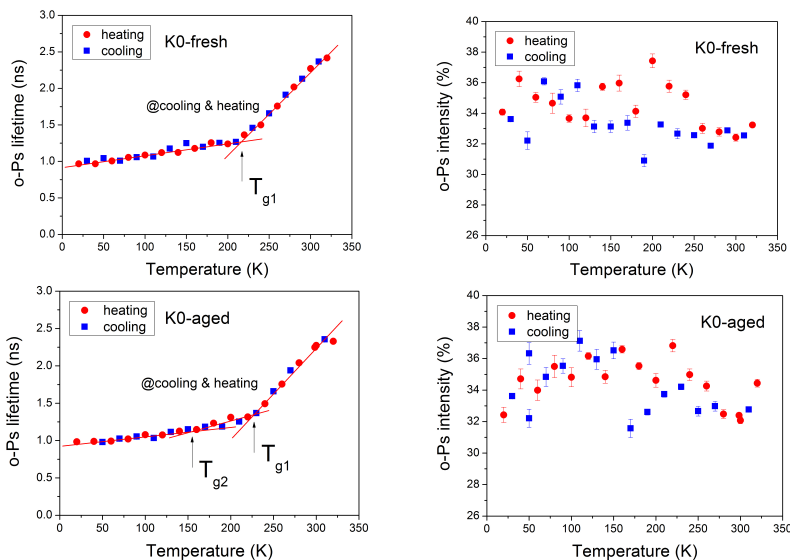 3.0
2.5
2.0
1.5
1.0
0.5
0.0
0
50
100
150
200
250
300
350
o-Ps lifetime (ns)
Temperature (K)
heating
cooling
K0-fresh
@cooling & heating
Tg1
40
38
36
34
32
30
28
26
0
50
100
150
200
250
300
350
o-Ps intensity (%)
Temperature (K)
heating
cooling
K0-fresh
3.0
2.5
2.0
1.5
1.0
0.5
0.0
0
50
100
150
200
250
300
350
o-Ps lifetime (ns)
Temperature (K)
heating
cooling
K0-aged
@cooling & heating
Tg2
Tg1
40
38
36
34
32
30
28
26
0
50
100
150
200
250
300
350
o-Ps intensity (%)
Temperature (K)
heating
cooling
K0-aged